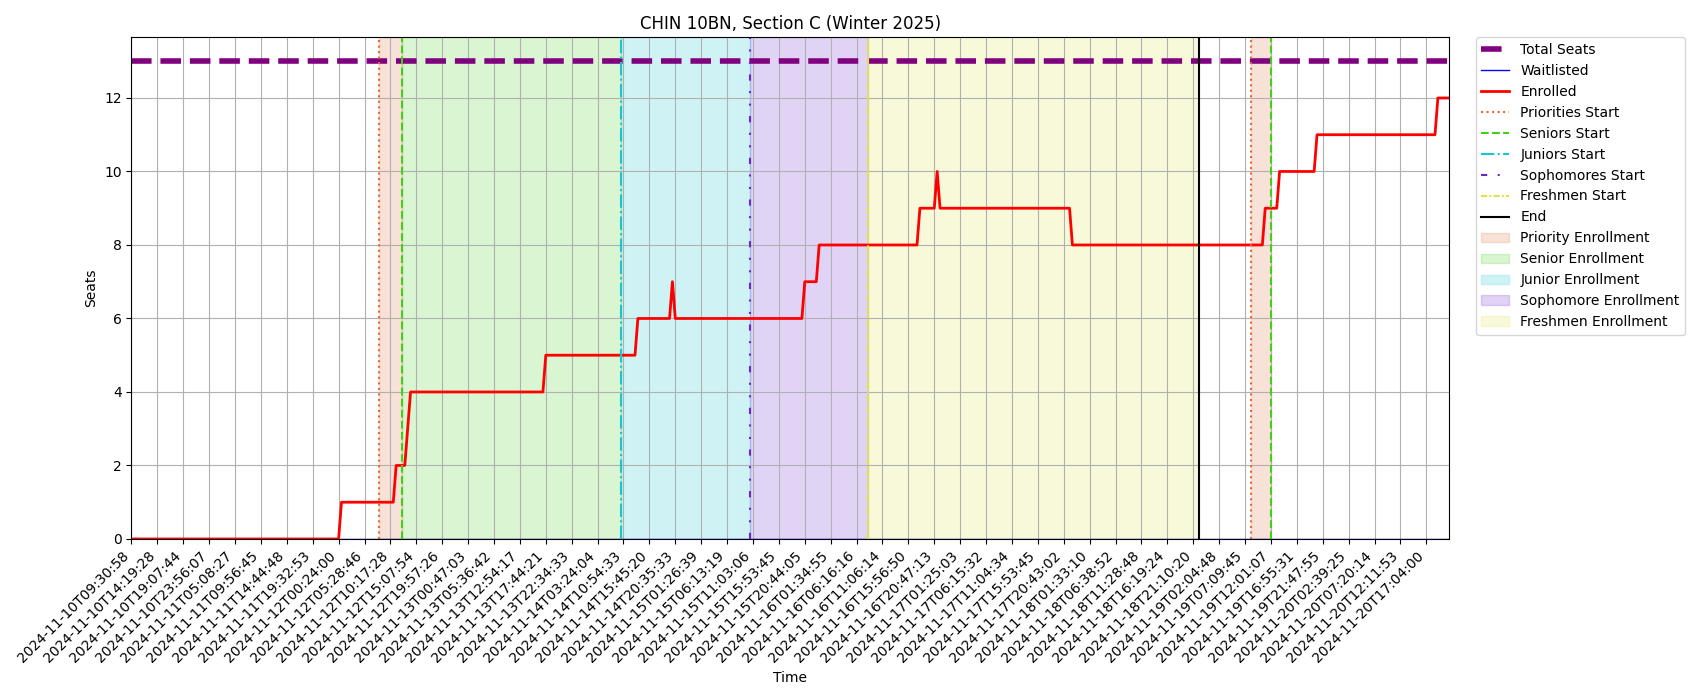 CHIN 10BN, Section C (Winter 2025)
Seats
12
10
8
6
4
2
0
2024-11-10T09:30:58
2024-11-10T14:19:28
2024-11-10T19:07:44
2024-11-10T23:56:07
2024-11-11T05:08:27
2024-11-11T09:56:45
2024-11-11T14:44:48
2024-11-11T19:32:53
2024-11-12T00:24:00
2024-11-12T05:28:46
2024-11-12T10:17:28
2024-11-12T15:07:54
2024-11-12T19:57:26
2024-11-13T00:47:03
2024-11-13T05:36:42
2024-11-13T12:54:17
2024-11-13T17:44:21
2024-11-13T22:34:33
2024-11-14T03:24:04
2024-11-14T10:54:33
2024-11-14T15:45:20
2024-11-14T20:35:33
2024-11-15T01:26:39
2024-11-15T06:13:19
2024-11-15T11:03:06
2024-11-15T15:53:45
2024-11-15T20:44:05
2024-11-16T01:34:55
2024-11-16T06:16:16
2024-11-16T11:06:14
2024-11-16T15:56:50
2024-11-16T20:47:13
2024-11-17T01:25:03
2024-11-17T06:15:32
2024-11-17T11:04:34
2024-11-17T15:53:45
2024-11-17T20:43:02
2024-11-18T01:33:10
2024-11-18T06:38:52
2024-11-18T11:28:48
2024-11-18T16:19:24
2024-11-18T21:10:20
2024-11-19T02:04:48
2024-11-19T07:09:45
2024-11-19T12:01:07
2024-11-19T16:55:31
2024-11-19T21:47:55
2024-11-20T02:39:25
2024-11-20T07:20:14
2024-11-20T12:11:53
2024-11-20T17:04:00
Time
Total Seats
Waitlisted
Enrolled
Priorities Start
Seniors Start
Juniors Start
Sophomores Start
Freshmen Start
End
Priority Enrollment
Senior Enrollment
Junior Enrollment
Sophomore Enrollment
Freshmen Enrollment